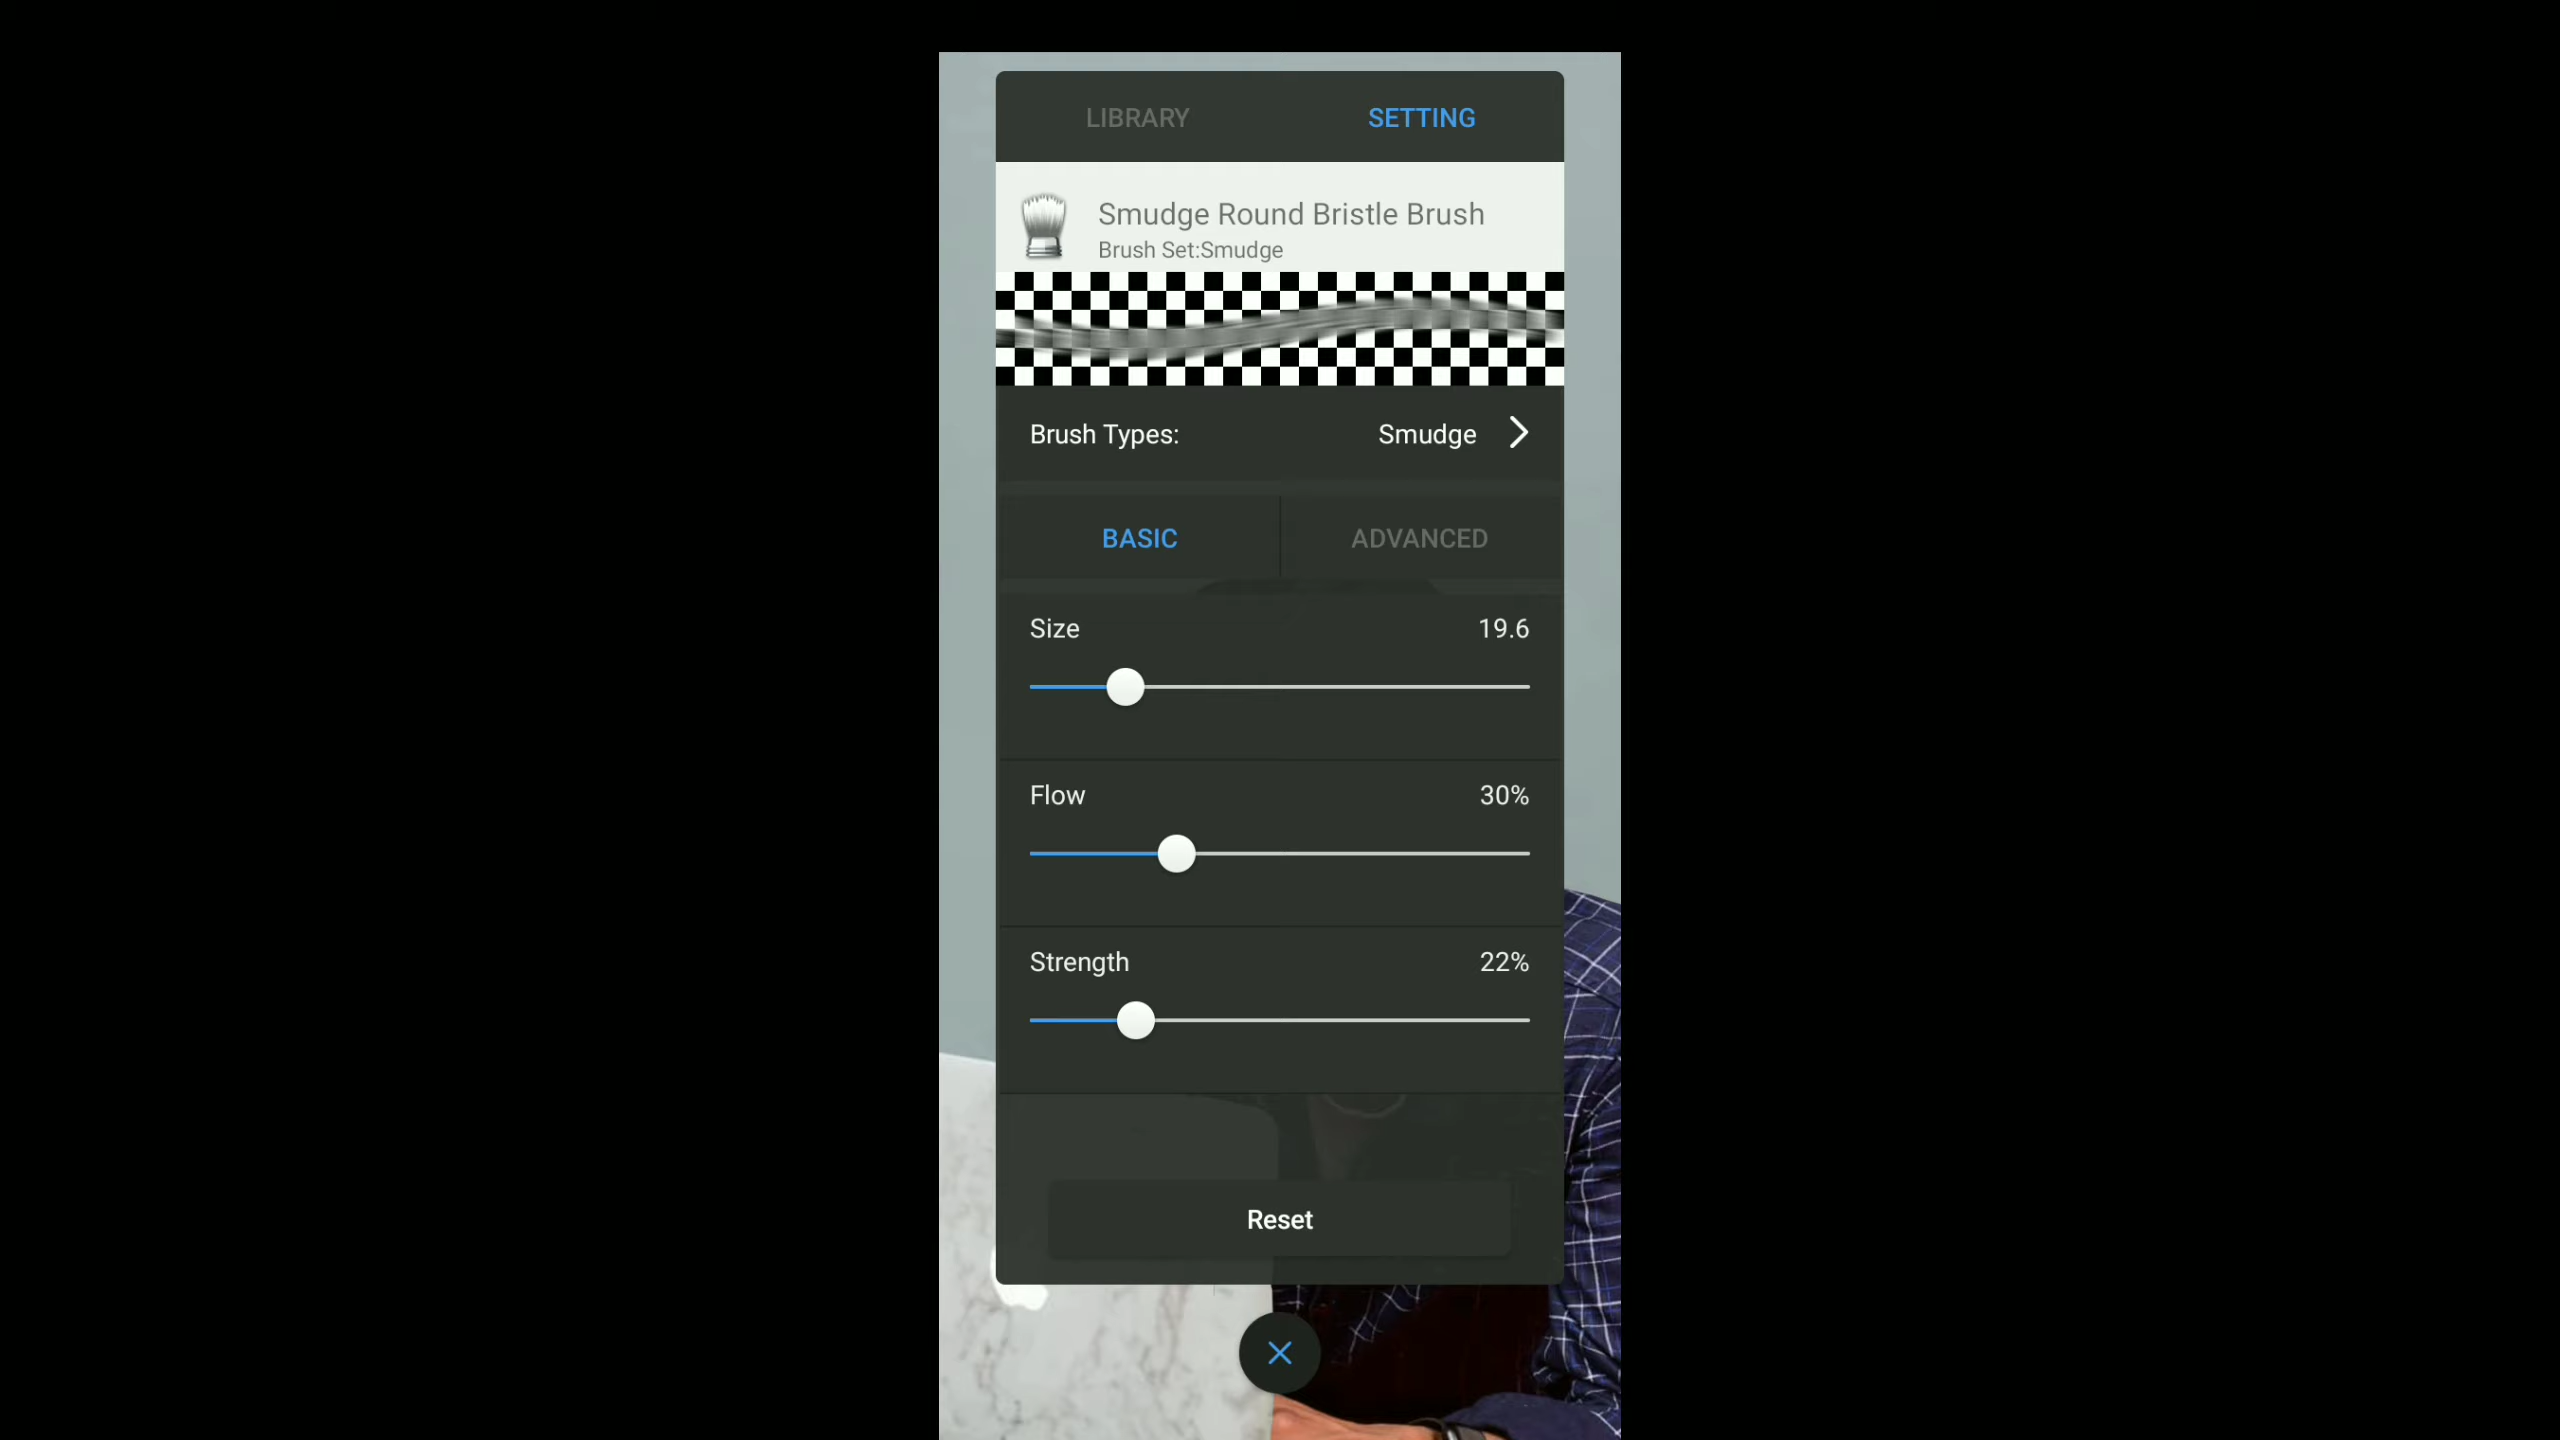 LIBRARY SETTING
Smudge Round Bristle Brush
Brush Set:Smudge
Brush Types: Smudge
BASIC ADVANCED
Size 19.6
Flow 30%
Strength 22%
Reset